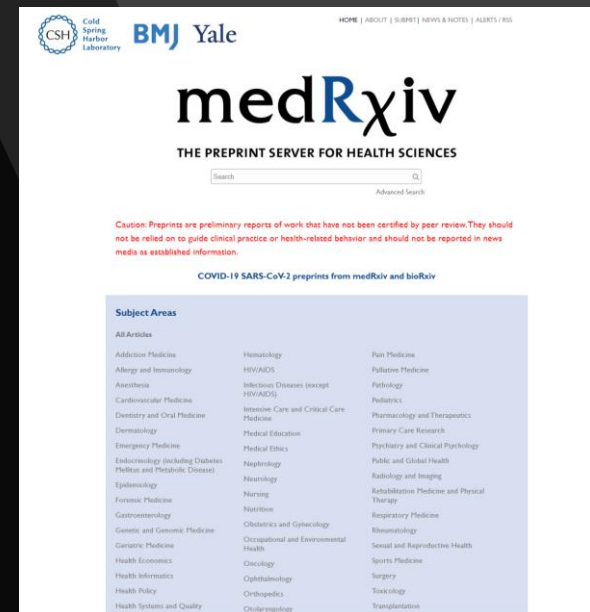 CSH
Cold
Spring
Harbor
Laboratory
BMJ
Yale
HOME | ABOUT | SUBMIT | NEWS & NOTES | ALERTS / RSS
medRxiv
THE PREPRINT SERVER FOR HEALTH SCIENCES
Search
Advanced Search
Caution: Preprints are preliminary reports of work that have not been certified by peer review. They should
not be relied on to guide clinical practice or health-related behavior and should not be reported in news
media as established information.
COVID-19 SARS-CoV-2 preprints from medRxiv and bioRxiv
Subject Areas
All Articles
Addiction Medicine
Allergy and Immunology
Anesthesia
Cardiovascular Medicine
Dentistry and Oral Medicine
Dermatology
Emergency Medicine
Endocrinology (including Diabetes
Mellitus and Metabolic Disease)
Epidemiology
Forensic Medicine
Gastroenterology
Genetic and Genomic Medicine
Geriatric Medicine
Health Economics
Health Informatics
Health Policy
Health Systems and Quality
Hematology
HIV/AIDS
Infectious Diseases (except
HIV/AIDS)
Intensive Care and Critical Care
Medicine
Medical Education
Medical Ethics
Nephrology
Neurology
Nursing
Nutrition
Obstetrics and Gynecology
Occupational and Environmental
Health
Oncology
Ophthalmology
Orthopedics
Otolaryngology
Pain Medicine
Palliative Medicine
Pathology
Pediatrics
Pharmacology and Therapeutics
Primary Care Research
Psychiatry and Clinical Psychology
Public and Global Health
Radiology and Imaging
Rehabilitation Medicine and Physical
Therapy
Respiratory Medicine
Rheumatology
Sexual and Reproductive Health
Sports Medicine
Surgery
Toxicology
Transplantation